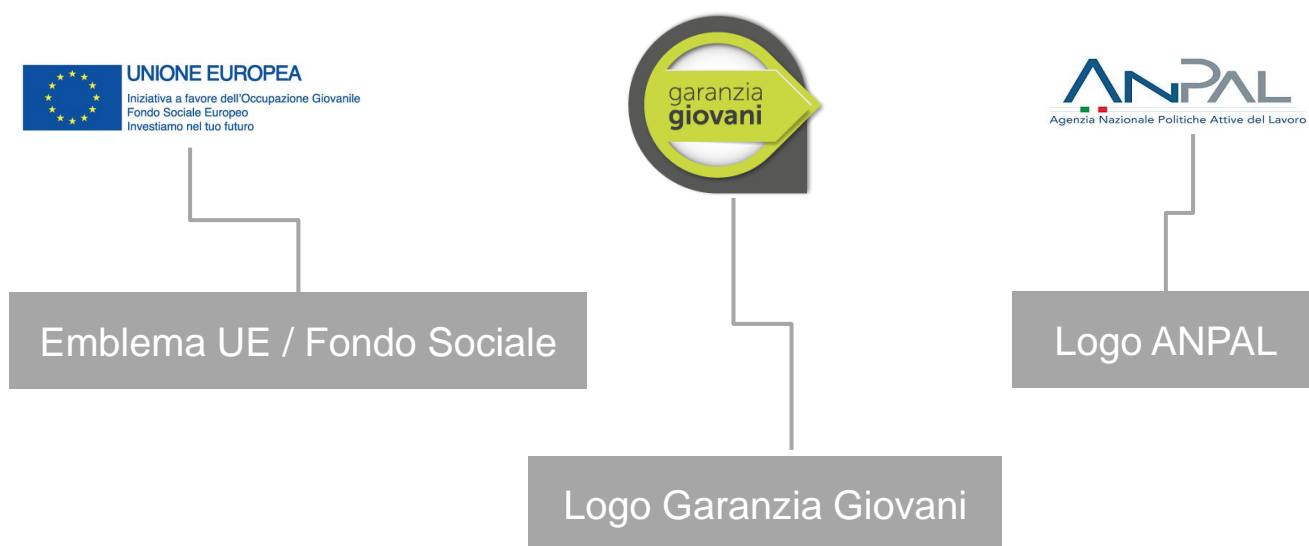 UNIONE EUROPEA
Iniziativa a favore dell'Occupazione Giovanile
Fondo Sociale Europeo
Investiamo nel tuo futuro
garanzia
giovani
ANPAL
Agenzia Nazionale Politiche Attive del Lavoro
Emblema UE / Fondo Sociale
Logo ANPAL
Logo Garanzia Giovani